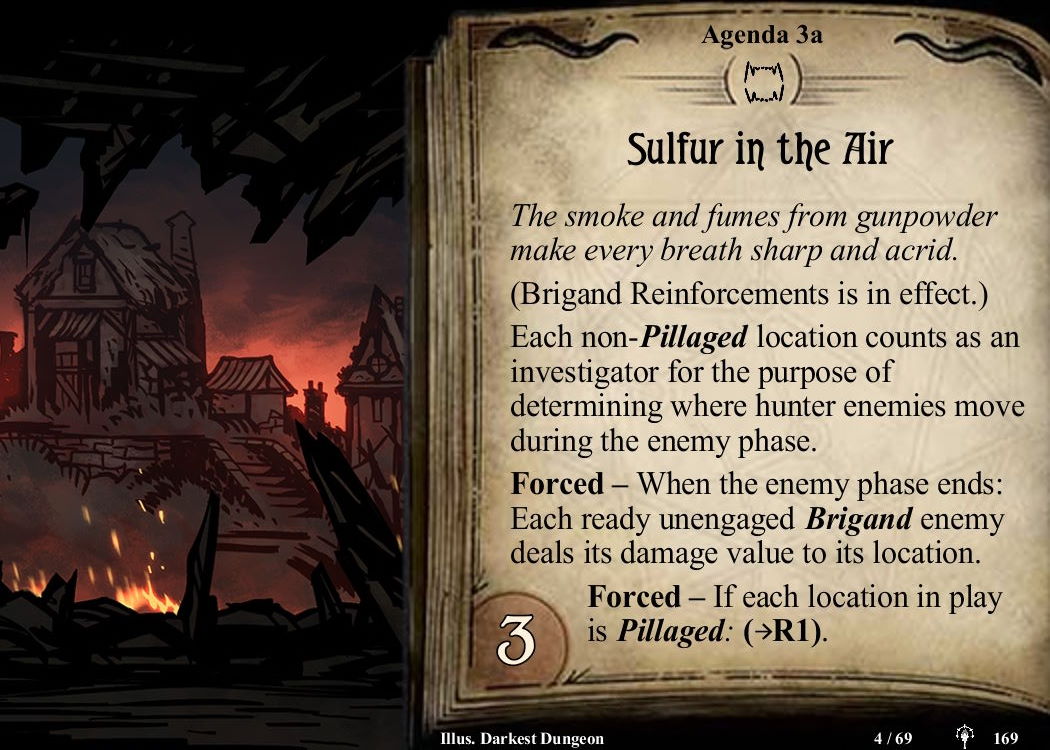 Agenda 3a
Sulfur in the Air
The smoke and fumes from gunpowder
make every breath sharp and acrid.
(Brigand Reinforcements is in effect.)
Each non-Pillaged location counts as an
investigator for the purpose of
determining where hunter enemies move
during the enemy phase.
Forced – When the enemy phase ends:
Each ready unengaged Brigand enemy
deals its damage value to its location.
Forced – If each location in play
is Pillaged: (→R1).
3
Illus. Darkest Dungeon
4 / 69
169